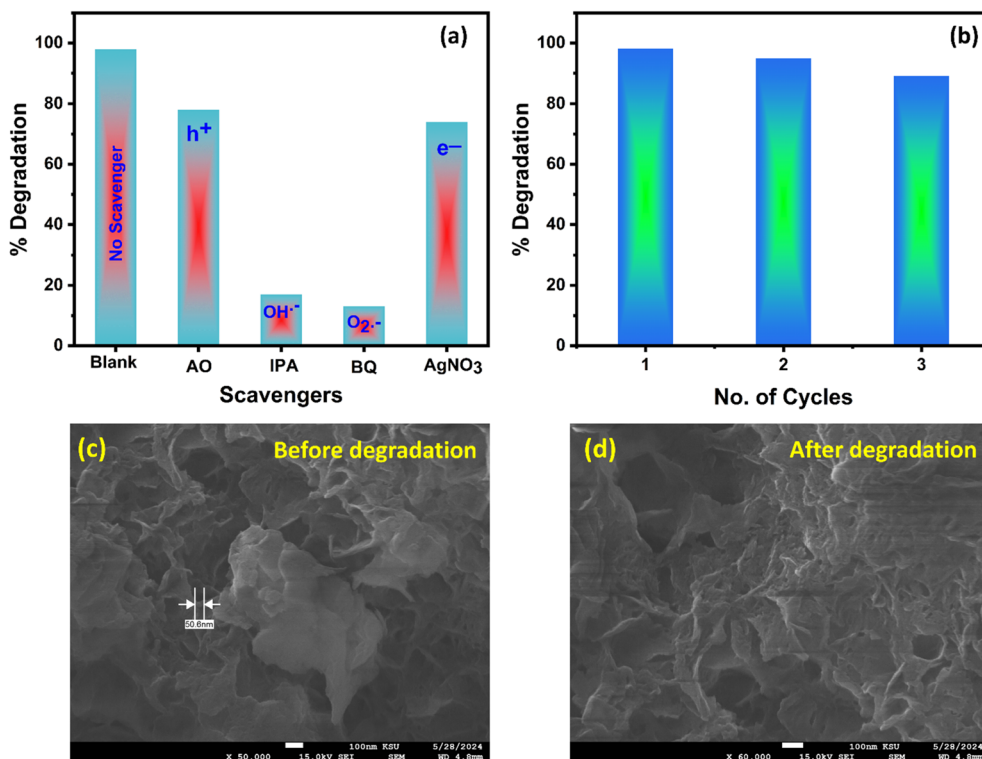 (a)
% Degradation
100
80
60
40
20
0
No Scavenger
h+
OH·-
O2·-
e–
Blank
AO
IPA
BQ
AgNO3
Scavengers
(b)
% Degradation
100
80
60
40
20
0
1
2
3
No. of Cycles
(c)
Before degradation
50.6nm
100nm KSU 5/28/2024
X 50,000 15.0kV SEI SEM WD 4.8mm
(d)
After degradation
100nm KSU 5/28/2024
X 60,000 15.0kV SEI SEM WD 4.8mm